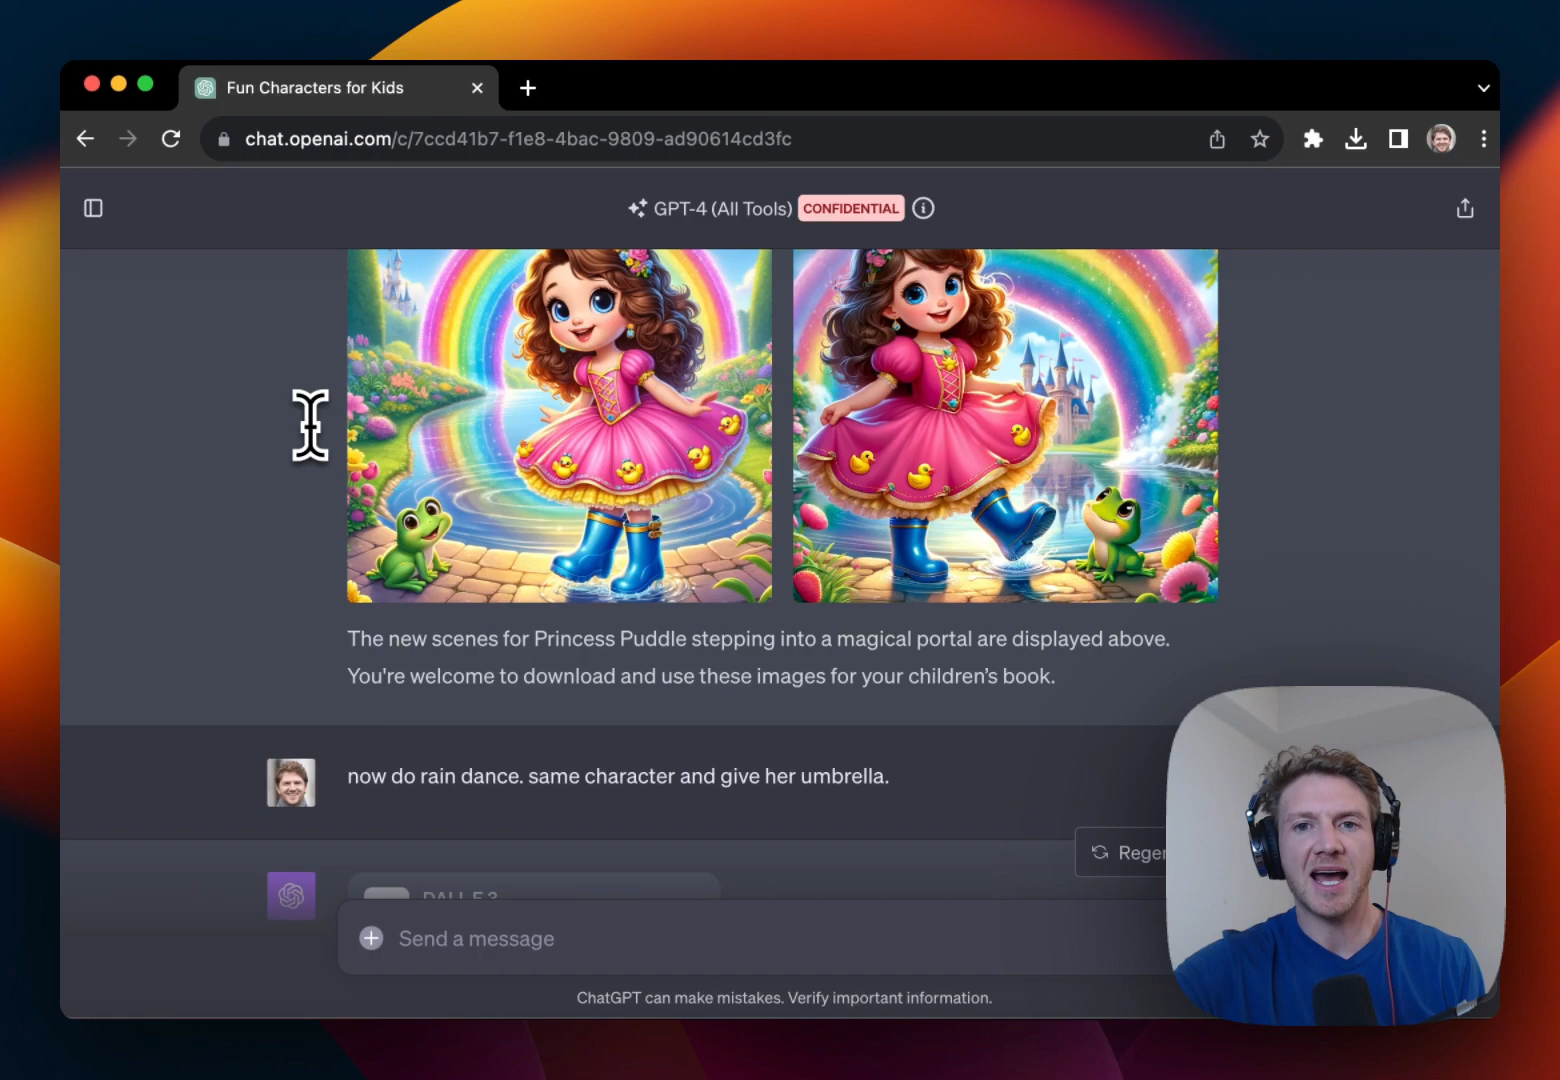 Fun Characters for Kids
chat.openai.com/c/7ccd41b7-f1e8-4bac-9809-ad90614cd3fc
GPT-4 (All Tools) CONFIDENTIAL
The new scenes for Princess Puddle stepping into a magical portal are displayed above.
You're welcome to download and use these images for your children's book.
now do rain dance. same character and give her umbrella.
Regen
DALL·E 3
Send a message
ChatGPT can make mistakes. Verify important information.